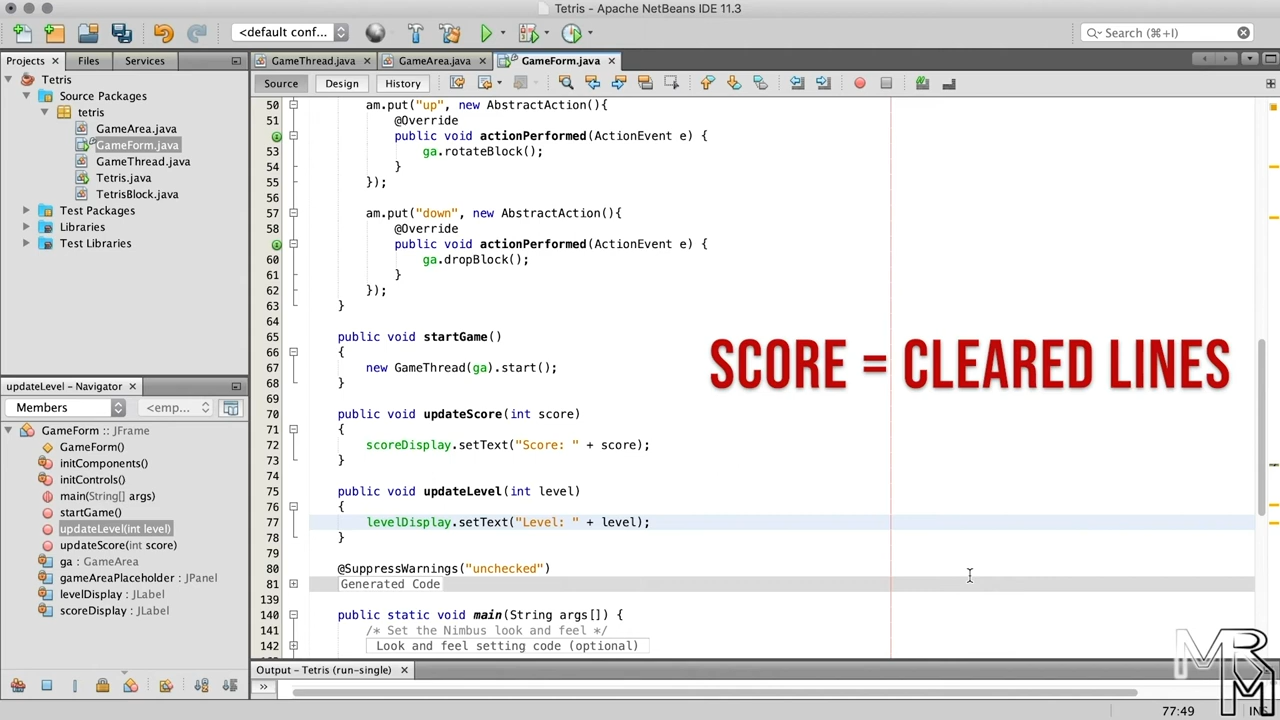 Tetris - Apache NetBeans IDE 11.3
<default conf...
Search (⌘+I)
Projects
Files
Services
GameThread.java
GameArea.java
GameForm.java
Source
Design
History
Tetris
Source Packages
tetris
GameArea.java
GameForm.java
GameThread.java
Tetris.java
TetrisBlock.java
Test Packages
Libraries
Test Libraries
updateLevel - Navigator
Members
<emp...
GameForm :: JFrame
GameForm()
initComponents()
initControls()
main(String[] args)
startGame()
updateLevel(int level)
updateScore(int score)
ga : GameArea
gameAreaPlaceholder : JPanel
levelDisplay : JLabel
scoreDisplay : JLabel
50 am.put("up", new AbstractAction(){
51 @Override
public void actionPerformed(ActionEvent e) {
53 ga.rotateBlock();
54 }
55 });
56
57 am.put("down", new AbstractAction(){
58 @Override
public void actionPerformed(ActionEvent e) {
60 ga.dropBlock();
61 }
62 });
63 }
64
65 public void startGame()
66 {
67 new GameThread(ga).start();
68 }
69
70 public void updateScore(int score)
71 {
72 scoreDisplay.setText("Score: " + score);
73 }
74
75 public void updateLevel(int level)
76 {
77 levelDisplay.setText("Level: " + level);
78 }
79
80 @SuppressWarnings("unchecked")
81 Generated Code
139
140 public static void main(String args[]) {
141 /* Set the Nimbus look and feel */
142 Look and feel setting code (optional)
SCORE = CLEARED LINES
Output - Tetris (run-single)
77:49